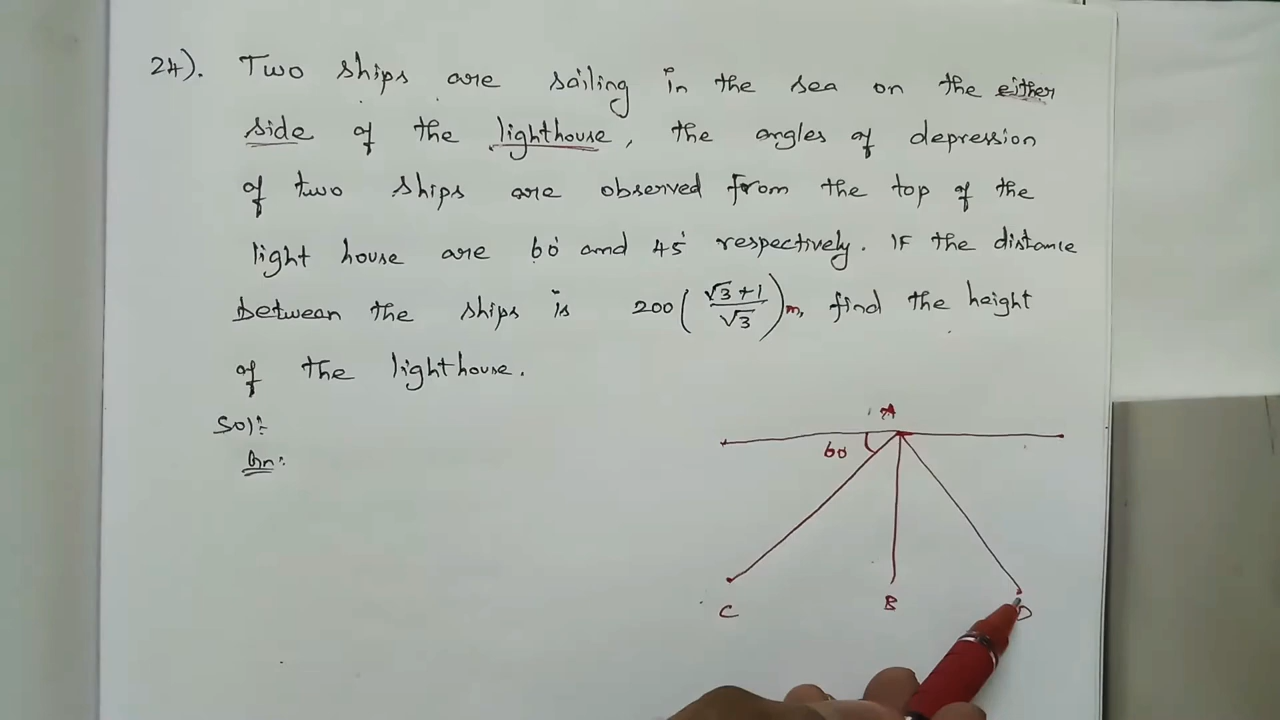 24). Two ships are sailing in the sea on the either
side of the lighthouse, the angles of depression
of two ships are observed from the top of the
light house are 60° and 45° respectively. If the distance
between the ships is 200(√3+1/√3)m, find the height
of the lighthouse.
Sol:
Gn:
A
60°
C B D